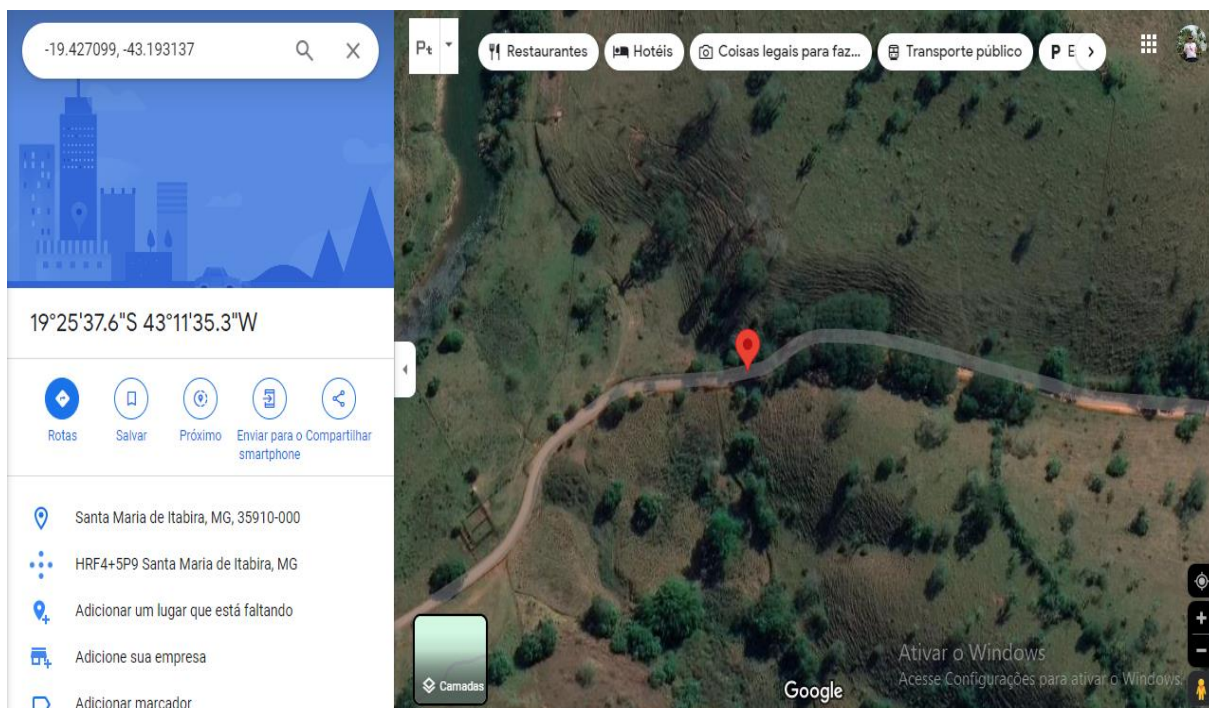 -19.427099, -43.193137
19°25'37.6"S 43°11'35.3"W
Rotas
Salvar
Próximo
Enviar para o
smartphone
Compartilhar
Santa Maria de Itabira, MG, 35910-000
HRF4+5P9 Santa Maria de Itabira, MG
Adicionar um lugar que está faltando
Adicione sua empresa
Adicionar marcador
Pt
Restaurantes
Hotéis
Coisas legais para faz...
Transporte público
P E
Camadas
Google
Ativar o Windows
Acesse Configurações para ativar o Windows.